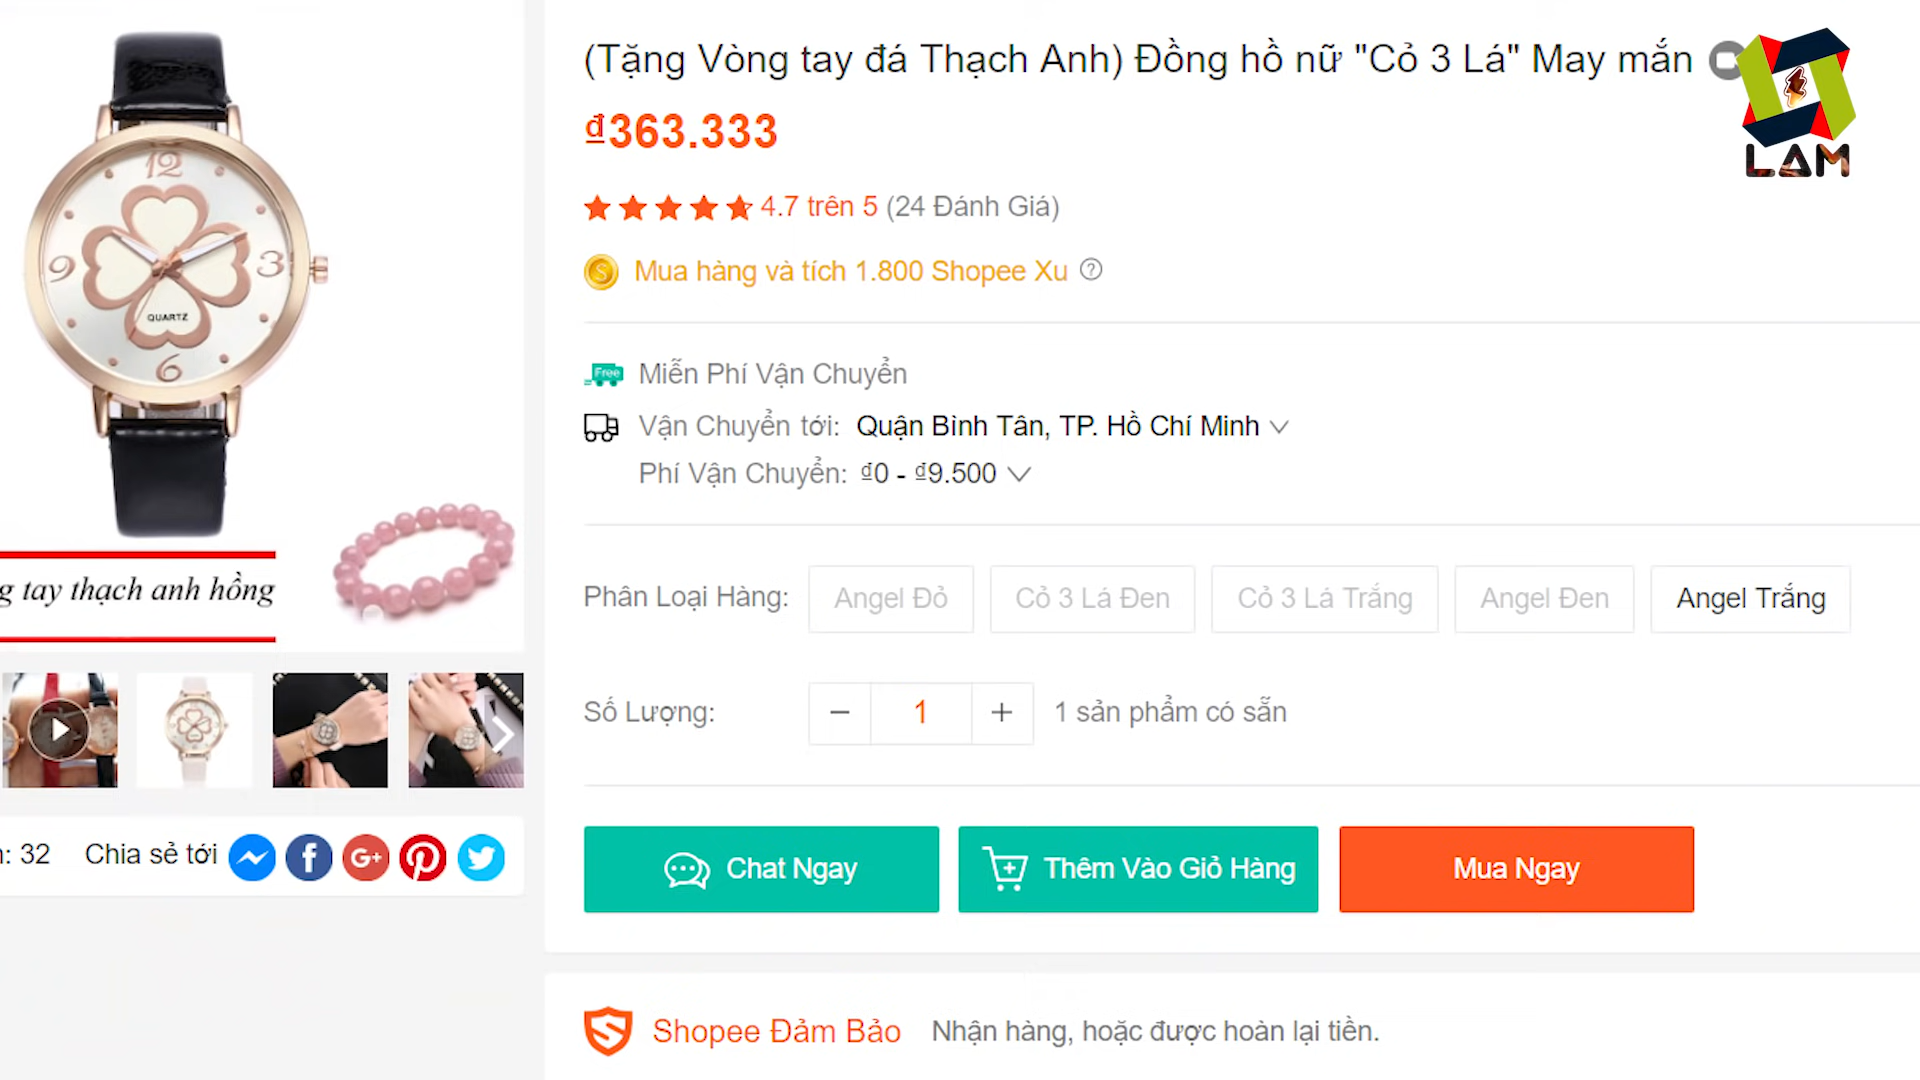 (Tặng Vòng tay đá Thạch Anh) Đồng hồ nữ "Cỏ 3 Lá" May mắn
₫363.333
4.7 trên 5 (24 Đánh Giá)
Mua hàng và tích 1.800 Shopee Xu ?
Free Miễn Phí Vận Chuyển
Vận Chuyển tới: Quận Bình Tân, TP. Hồ Chí Minh
Phí Vận Chuyển: ₫0 - ₫9.500
Phân Loại Hàng: Angel Đỏ Cỏ 3 Lá Đen Cỏ 3 Lá Trắng Angel Đen Angel Trắng
Số Lượng: − 1 + 1 sản phẩm có sẵn
Chat Ngay Thêm Vào Giỏ Hàng Mua Ngay
Shopee Đảm Bảo Nhận hàng, hoặc được hoàn lại tiền.
LAM
12
9 3
QUARTZ
6
g tay thạch anh hồng
: 32 Chia sẻ tới